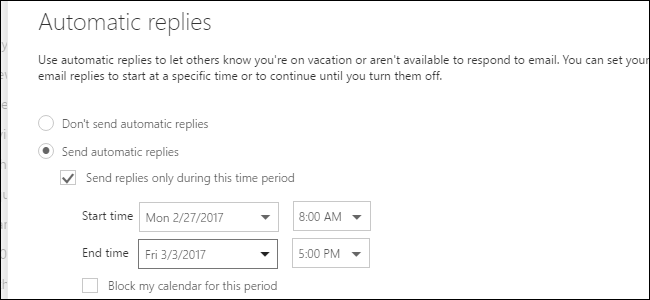 Automatic replies
Use automatic replies to let others know you're on vacation or aren't available to respond to email. You can set your
email replies to start at a specific time or to continue until you turn them off.
Don't send automatic replies
Send automatic replies
Send replies only during this time period
Start time Mon 2/27/2017 8:00 AM
End time Fri 3/3/2017 5:00 PM
Block my calendar for this period